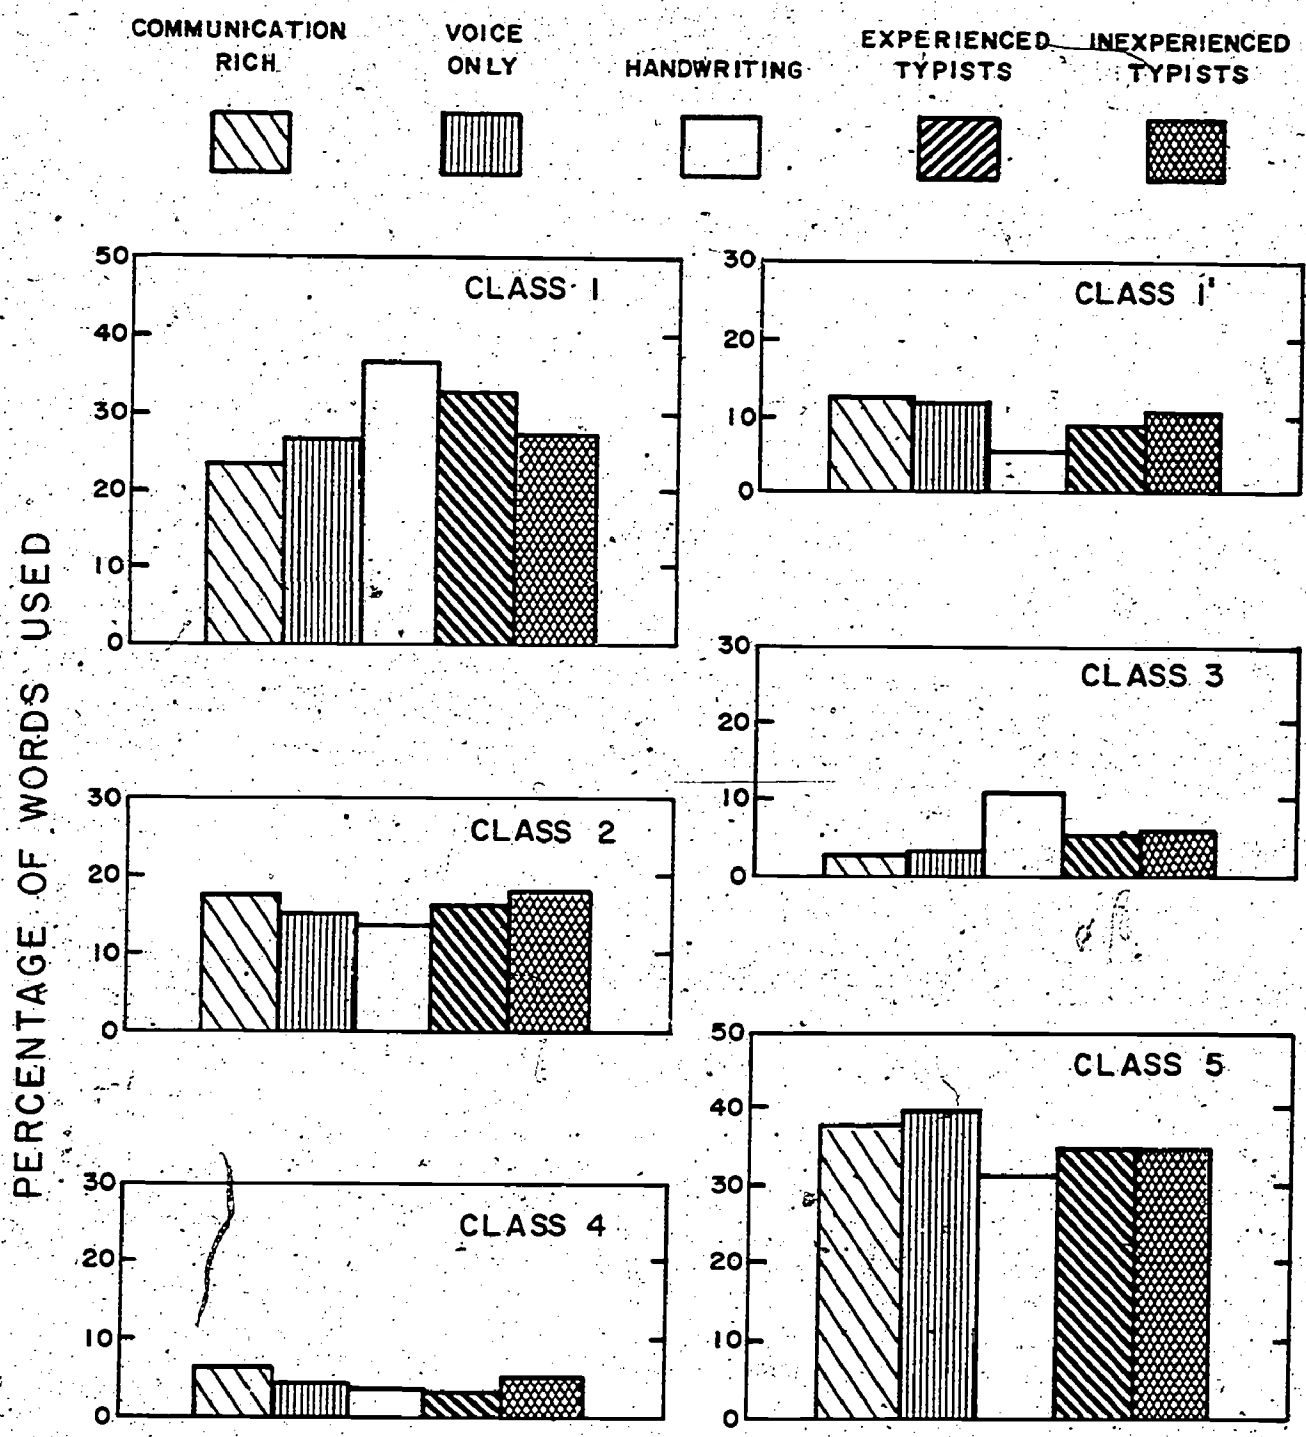 COMMUNICATION RICH
VOICE ONLY
HANDWRITING
EXPERIENCED TYPISTS
INEXPERIENCED TYPISTS
PERCENTAGE OF WORDS USED
CLASS 1
50
40
30
20
10
0
CLASS 1'
30
20
10
0
CLASS 2
30
20
10
0
CLASS 3
30
20
10
0
CLASS 4
30
20
10
0
CLASS 5
50
40
30
20
10
0